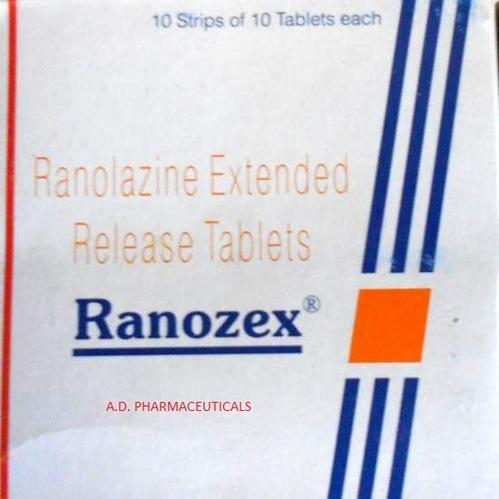 10 Strips of 10 Tablets each
Ranolazine Extended
Release Tablets
Ranozex®
A.D. PHARMACEUTICALS